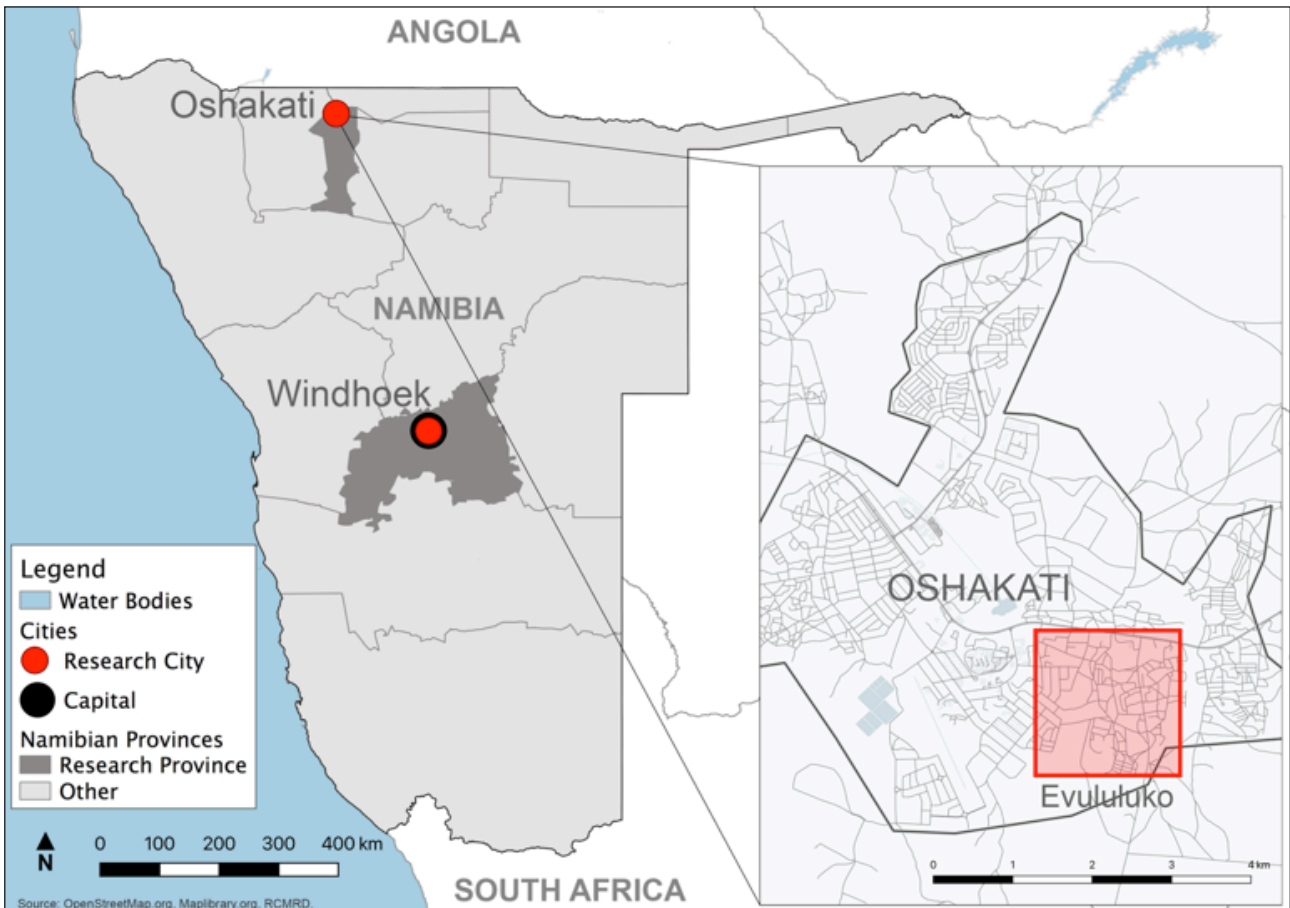 ANGOLA
Oshakati
NAMIBIA
Windhoek
OSHAKATI
Evululuko
0 1 2 3 4 km
Legend
Water Bodies
Cities
Research City
Capital
Namibian Provinces
Research Province
Other
N
0 100 200 300 400 km
SOUTH AFRICA
Source: OpenStreetMap.org, Maplibrary.org, RCMRD.